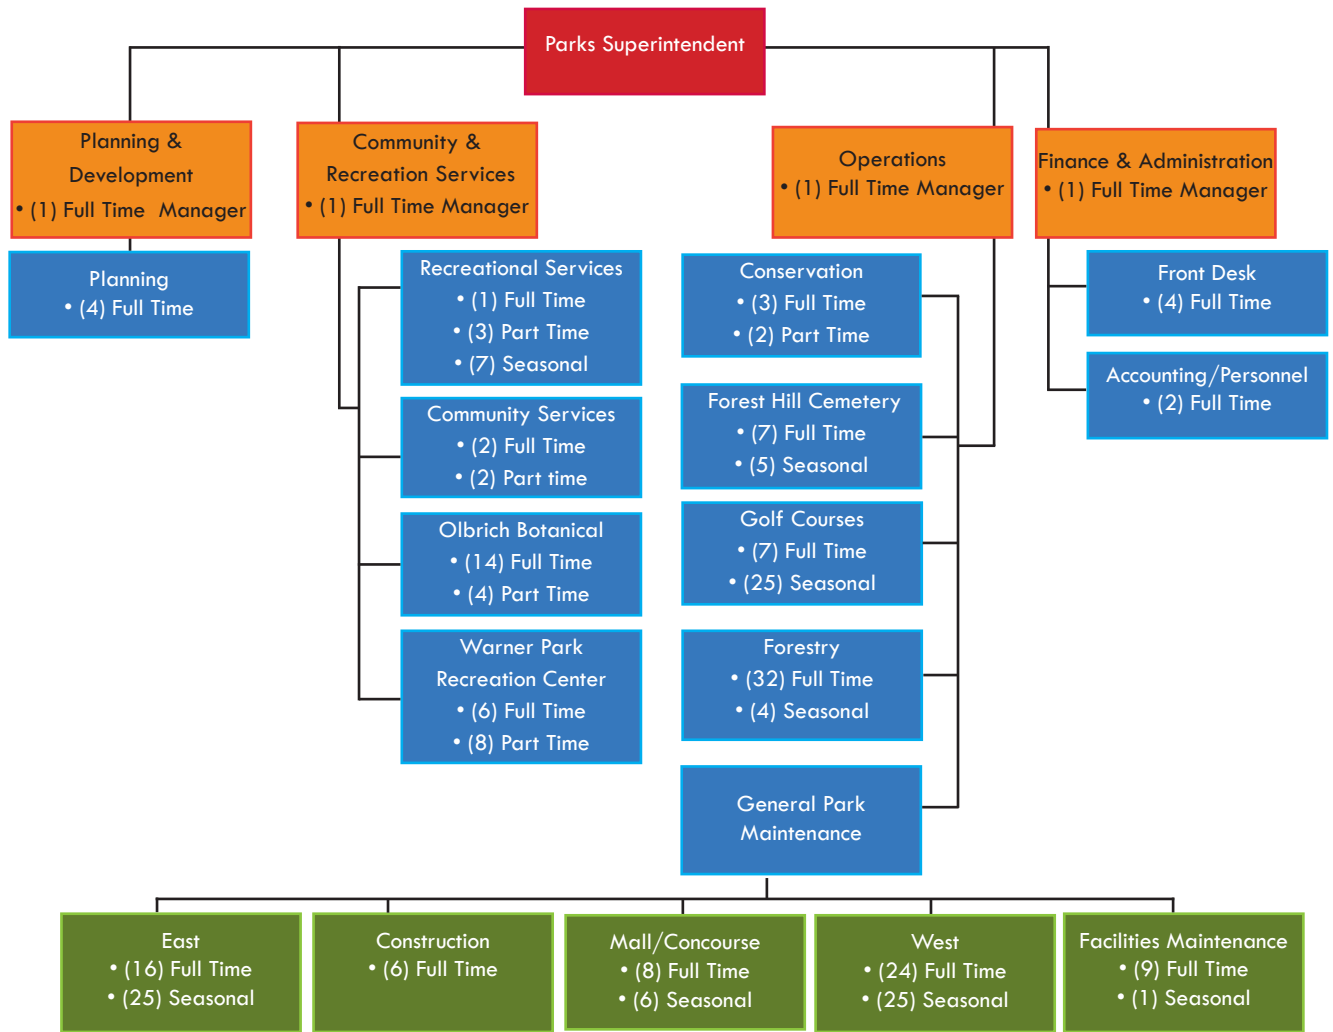 Parks Superintendent
Planning &
Development
• (1) Full Time Manager
Community &
Recreation Services
• (1) Full Time Manager
Operations
• (1) Full Time Manager
Finance & Administration
• (1) Full Time Manager
Planning
• (4) Full Time
Recreational Services
• (1) Full Time
• (3) Part Time
• (7) Seasonal
Community Services
• (2) Full Time
• (2) Part time
Olbrich Botanical
• (14) Full Time
• (4) Part Time
Warner Park
Recreation Center
• (6) Full Time
• (8) Part Time
Conservation
• (3) Full Time
• (2) Part Time
Forest Hill Cemetery
• (7) Full Time
• (5) Seasonal
Golf Courses
• (7) Full Time
• (25) Seasonal
Forestry
• (32) Full Time
• (4) Seasonal
General Park
Maintenance
Front Desk
• (4) Full Time
Accounting/Personnel
• (2) Full Time
East
• (16) Full Time
• (25) Seasonal
Construction
• (6) Full Time
Mall/Concourse
• (8) Full Time
• (6) Seasonal
West
• (24) Full Time
• (25) Seasonal
Facilities Maintenance
• (9) Full Time
• (1) Seasonal